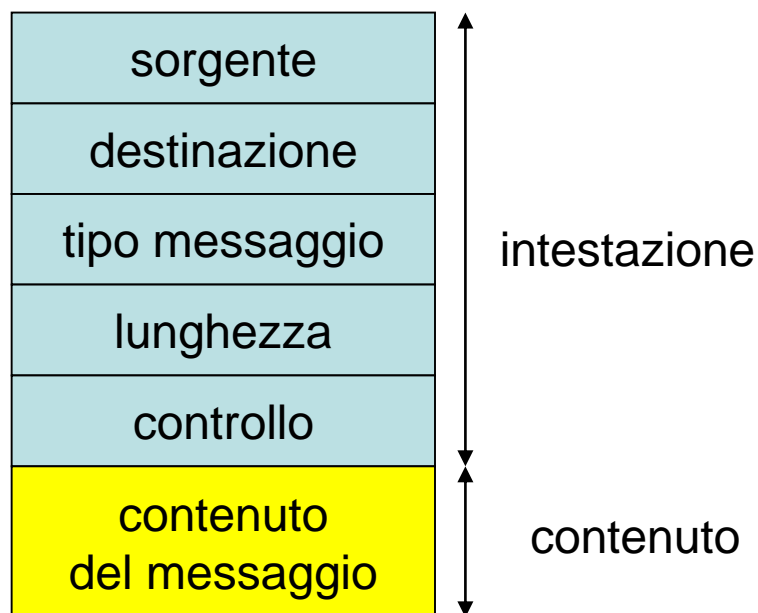 sorgente
destinazione
tipo messaggio
lunghezza
controllo
contenuto
del messaggio
intestazione
contenuto